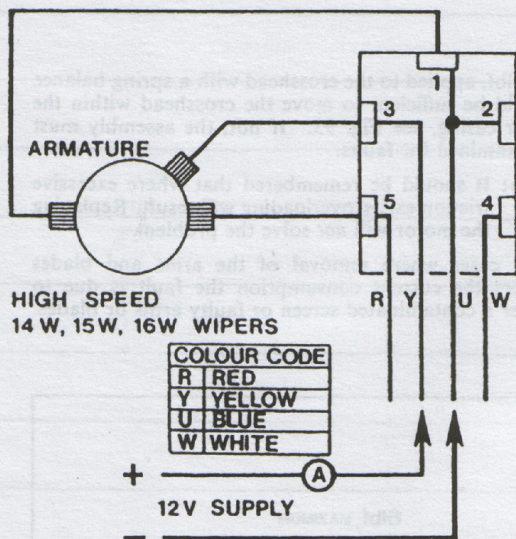 1
3
2
ARMATURE
5
4
R Y U W
HIGH SPEED
14 W, 15W, 16W WIPERS
COLOUR CODE
R RED
Y YELLOW
U BLUE
W WHITE
+
A
12V SUPPLY
−